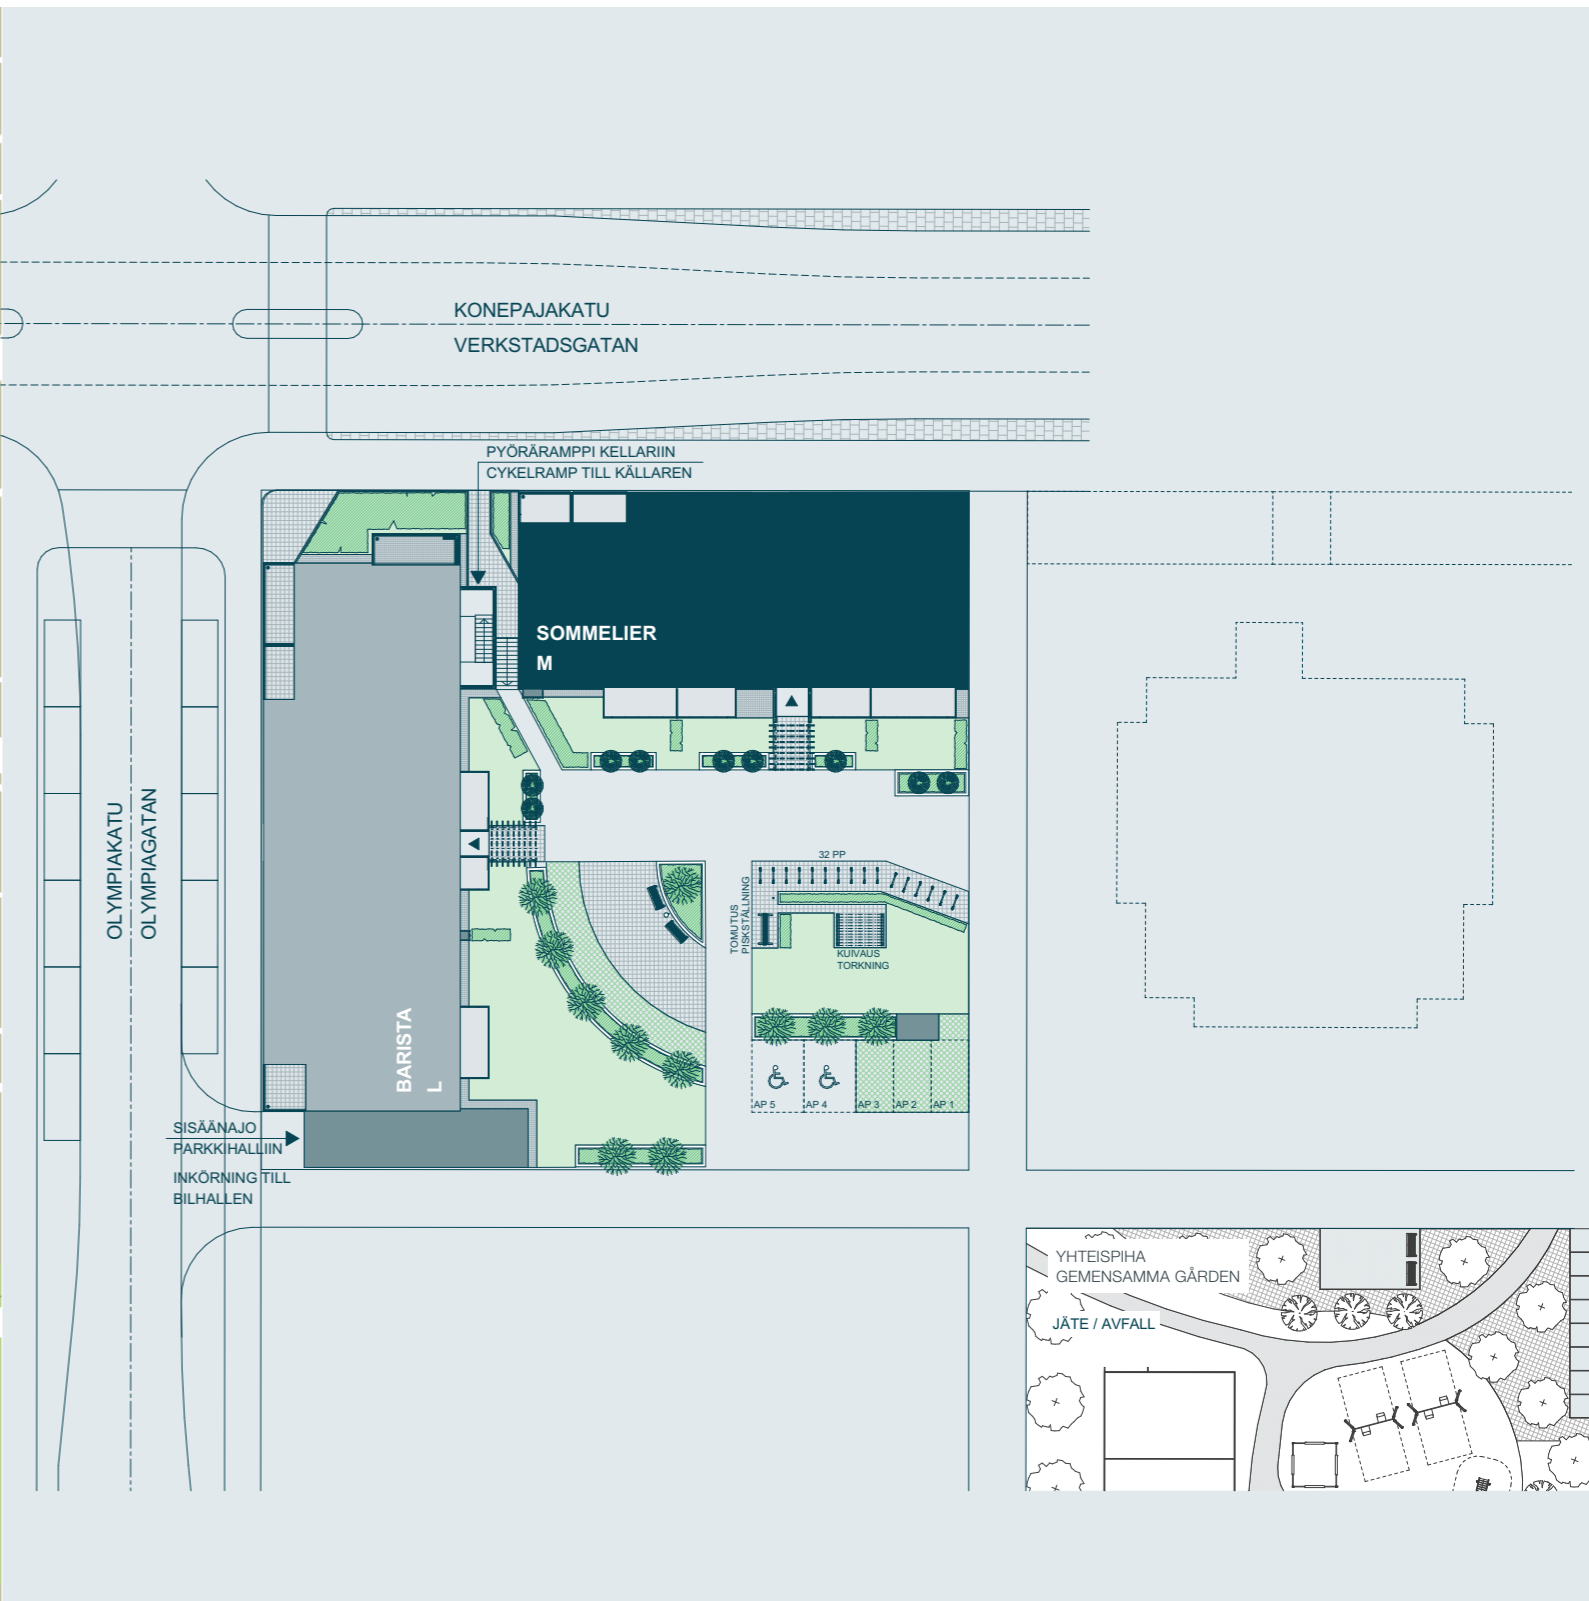 KONEPAJAKATU
VERKSTADSGATAN
PYÖRÄRAMPPI KELLARIIN
CYKELRAMP TILL KÄLLAREN
SOMMELIER
M
OLYMPIAKATU
OLYMPIAGATAN
BARISTA
L
32 PP
TOMUTUS
PISKSTÄLLNING
KUIVAUS
TORKNING
AP 5
AP 4
AP 3
AP 2
AP 1
SISÄÄNAJO
PARKKIHALLIIN
INKÖRNING TILL
BILHALLEN
YHTEISPIHA
GEMENSAMMA GÅRDEN
JÄTE / AVFALL